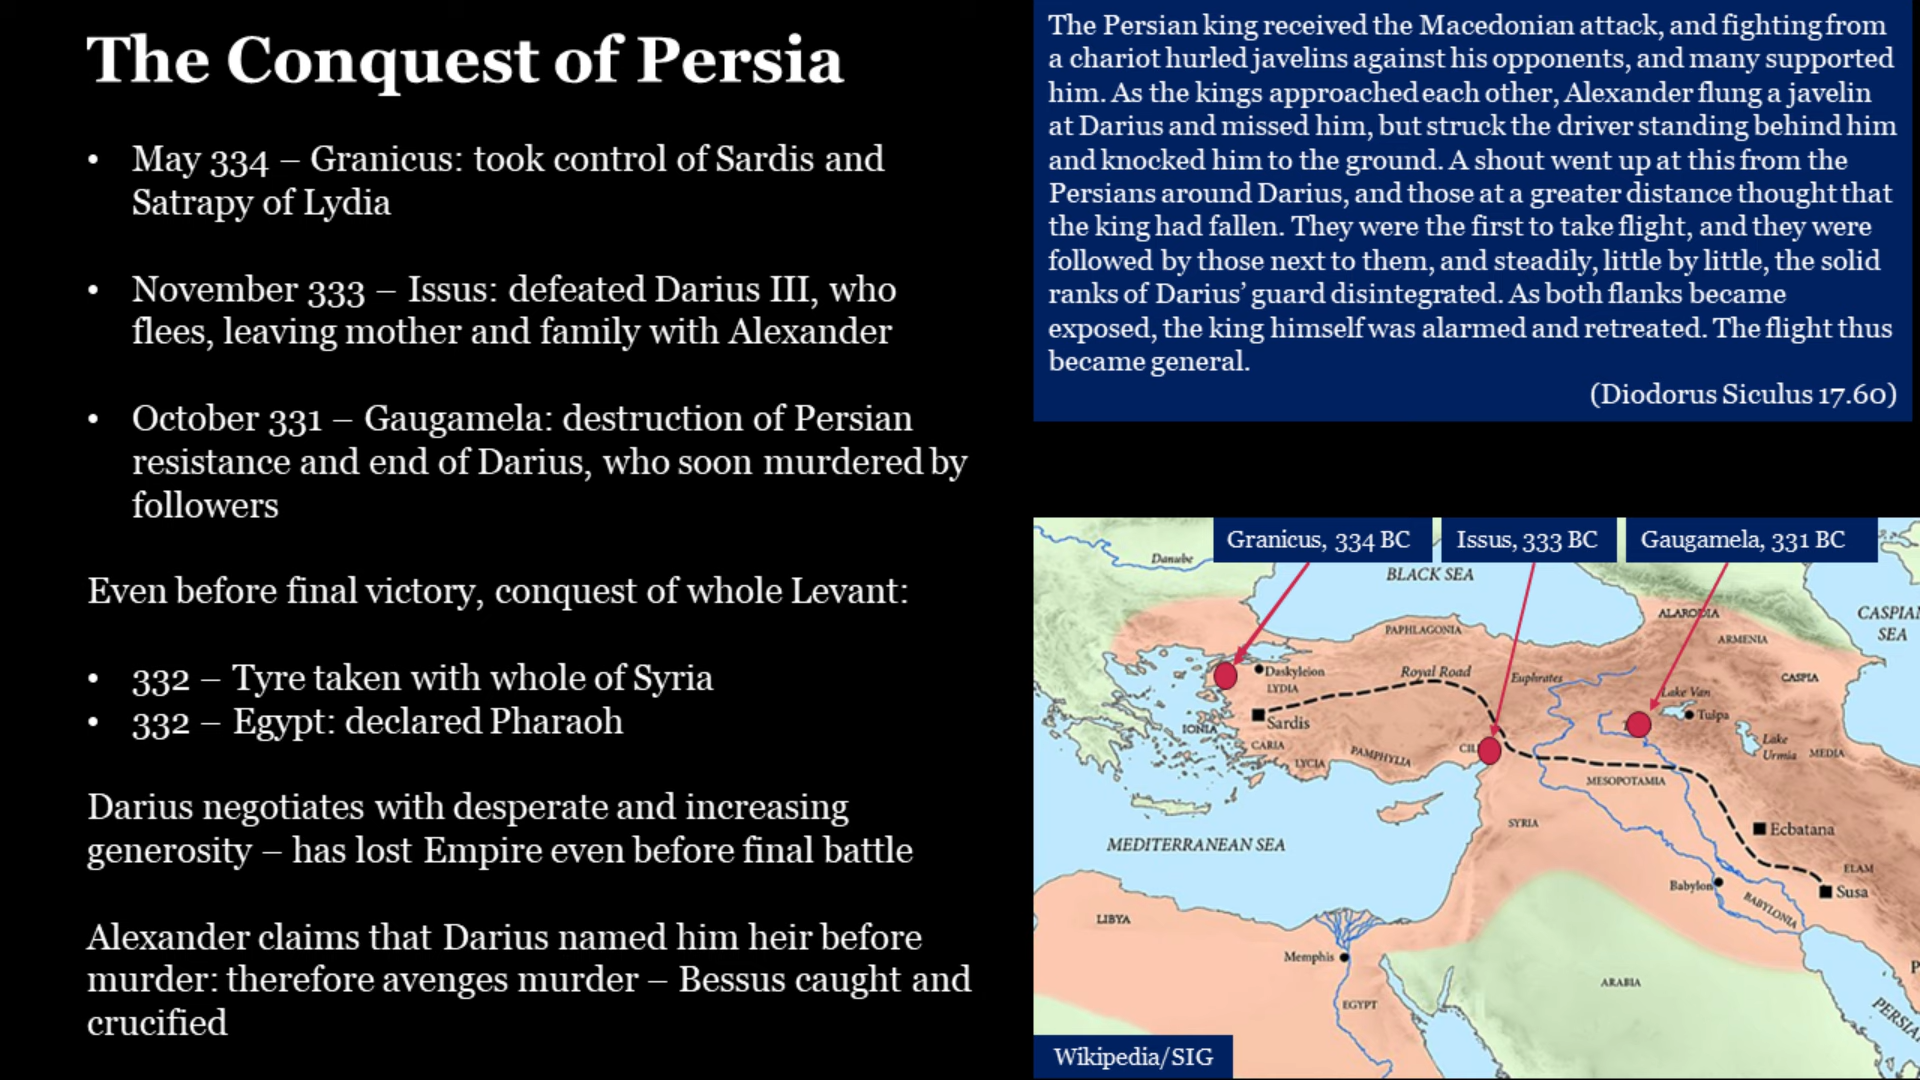 The Conquest of Persia
• May 334 – Granicus: took control of Sardis and
Satrapy of Lydia
• November 333 – Issus: defeated Darius III, who
flees, leaving mother and family with Alexander
• October 331 – Gaugamela: destruction of Persian
resistance and end of Darius, who soon murdered by
followers
Even before final victory, conquest of whole Levant:
• 332 – Tyre taken with whole of Syria
• 332 – Egypt: declared Pharaoh
Darius negotiates with desperate and increasing
generosity – has lost Empire even before final battle
Alexander claims that Darius named him heir before
murder: therefore avenges murder – Bessus caught and
crucified
The Persian king received the Macedonian attack, and fighting from
a chariot hurled javelins against his opponents, and many supported
him. As the kings approached each other, Alexander flung a javelin
at Darius and missed him, but struck the driver standing behind him
and knocked him to the ground. A shout went up at this from the
Persians around Darius, and those at a greater distance thought that
the king had fallen. They were the first to take flight, and they were
followed by those next to them, and steadily, little by little, the solid
ranks of Darius’ guard disintegrated. As both flanks became
exposed, the king himself was alarmed and retreated. The flight thus
became general.
(Diodorus Siculus 17.60)
Granicus, 334 BC
Issus, 333 BC
Gaugamela, 331 BC
Danube
BLACK SEA
CASPIAN
SEA
ALARODIA
PAPHLAGONIA
ARMENIA
Daskyleion
Royal Road
Euphrates
CASPIA
LYDIA
Lake Van
Tušpa
Sardis
IONIA
CARIA
LYCIA
PAMPHYLIA
Lake
Urmia
MEDIA
MESOPOTAMIA
SYRIA
Ecbatana
MEDITERRANEAN SEA
ELAM
Susa
Babylon
BABYLONIA
LIBYA
Memphis
EGYPT
ARABIA
Wikipedia/SIG